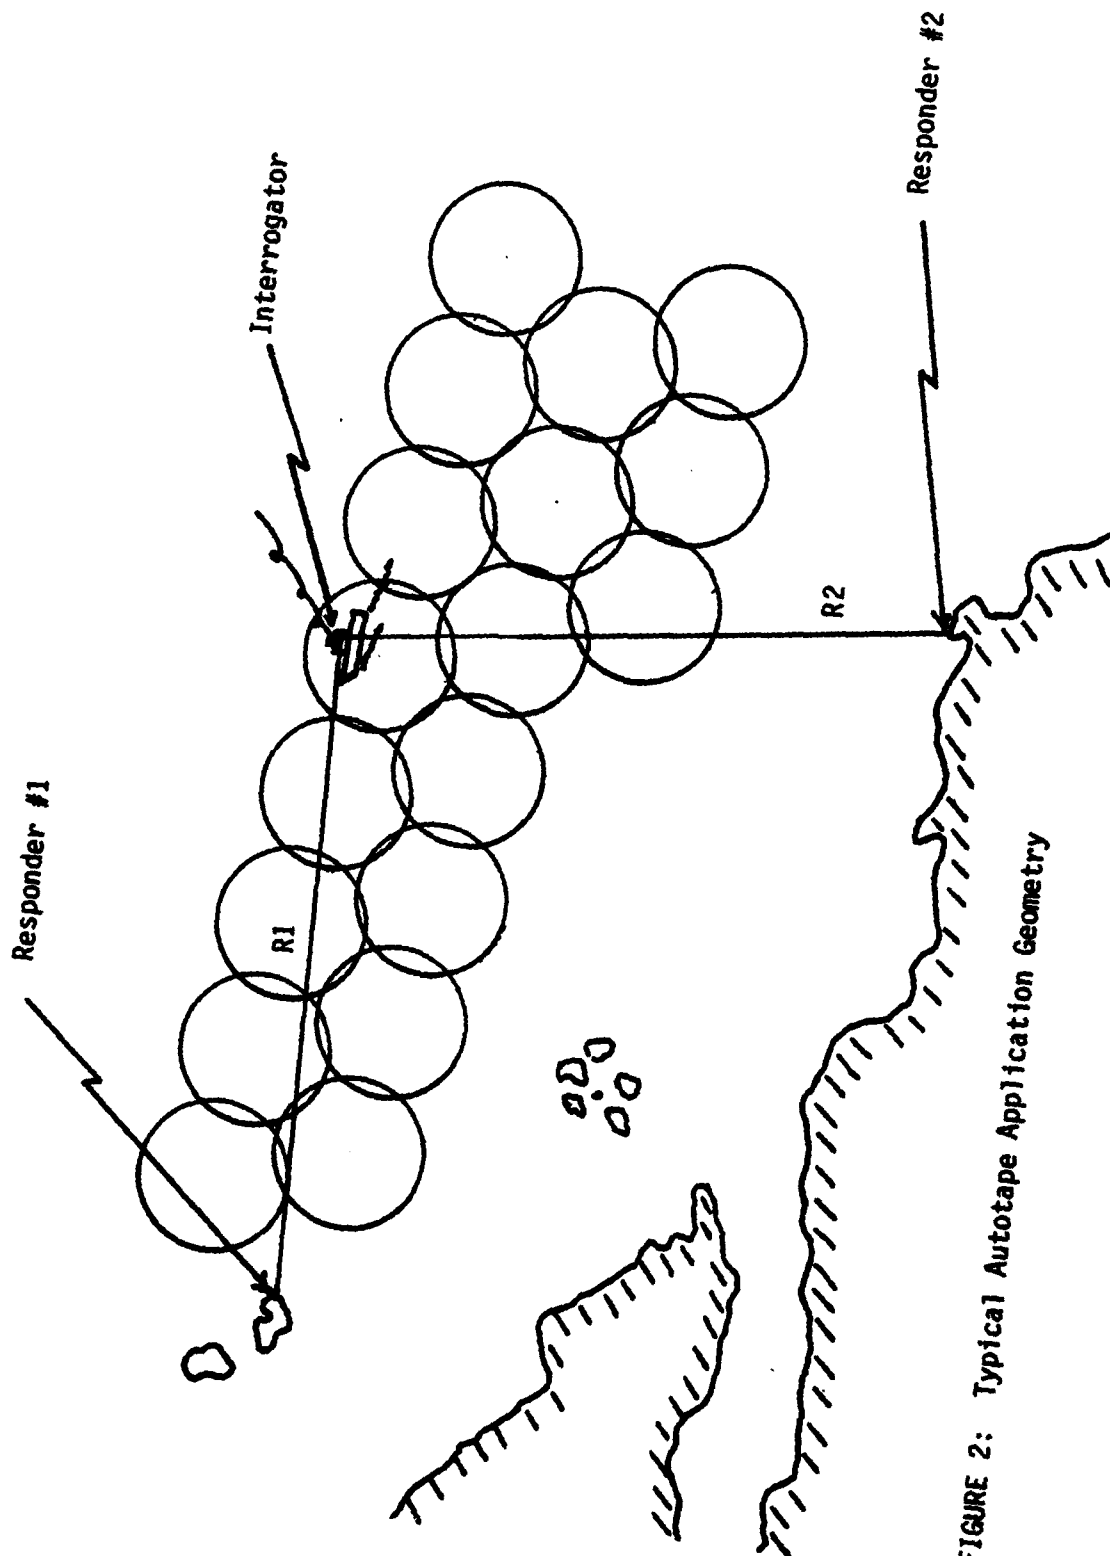 Responder #1
Interrogator
R1
R2
Responder #2
FIGURE 2: Typical Autotape Application Geometry